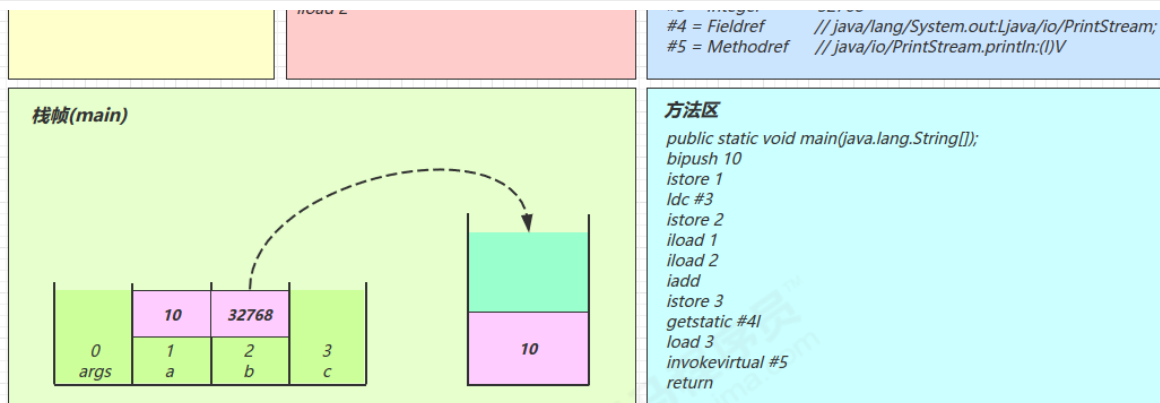 iload 2
#3 = Integer 32768
#4 = Fieldref // java/lang/System.out:Ljava/io/PrintStream;
#5 = Methodref // java/io/PrintStream.println:(I)V
栈帧(main)
10 32768
0 1 2 3
args a b c
10
方法区
public static void main(java.lang.String[]);
bipush 10
istore 1
ldc #3
istore 2
iload 1
iload 2
iadd
istore 3
getstatic #4l
load 3
invokevirtual #5
return